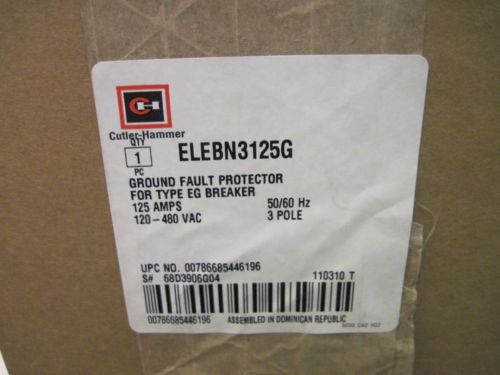 CH
Cutler-Hammer
QTY
1
PC
ELEBN3125G
GROUND FAULT PROTECTOR
FOR TYPE EG BREAKER
125 AMPS 50/60 Hz
120-480 VAC 3 POLE
UPC NO. 00786685446196
S# 68D3906G04 110310 T
00786685446196 ASSEMBLED IN DOMINICAN REPUBLIC